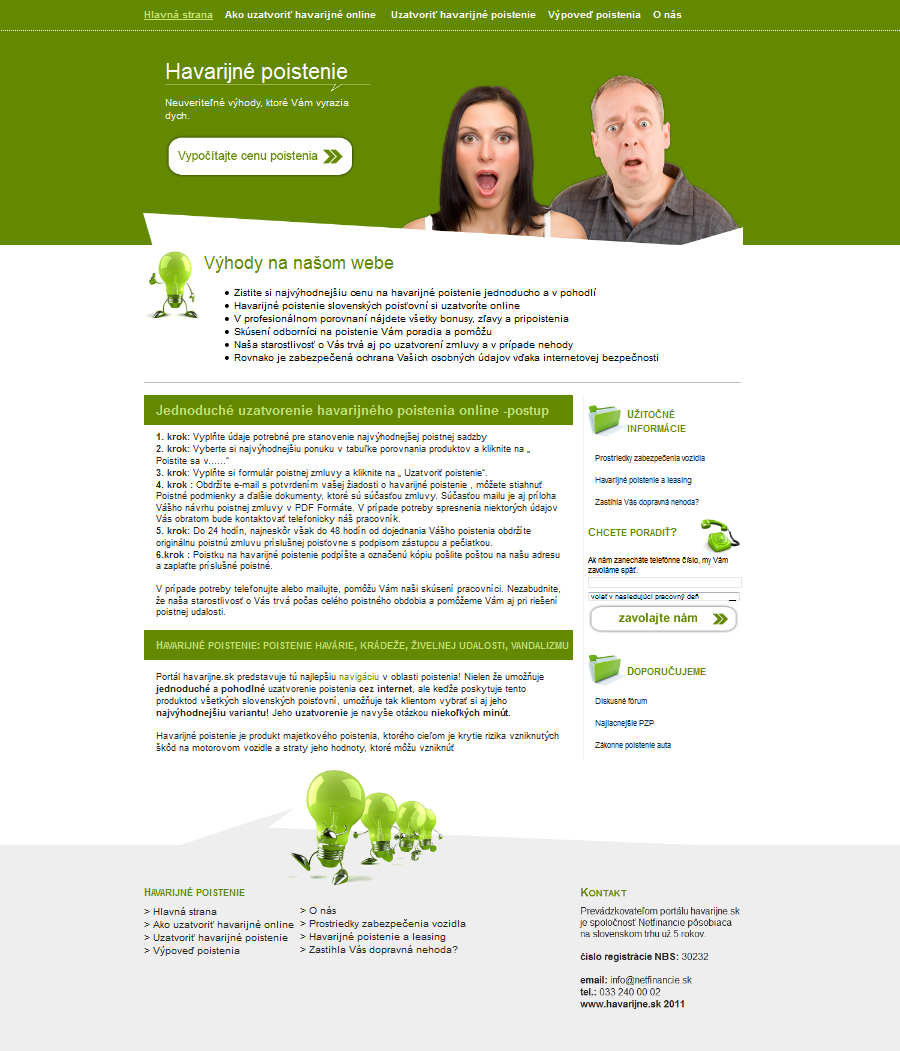 Hlavná strana Ako uzatvoriť havarijné online Uzatvoriť havarijné poistenie Výpoveď poistenia O nás
Havarijné poistenie
Neuveriteľné výhody, ktoré Vám vyrazia
dych.
Vypočítajte cenu poistenia
Výhody na našom webe
Zistite si najvýhodnejšiu cenu na havarijné poistenie jednoducho a v pohodlí
Havarijné poistenie slovenských poisťovní si uzatvoríte online
V profesionálnom porovnaní nájdete všetky bonusy, zľavy a pripoistenia
Skúsení odborníci na poistenie Vám poradia a pomôžu
Naša starostlivosť o Vás trvá aj po uzatvorení zmluvy a v prípade nehody
Rovnako je zabezpečená ochrana Vašich osobných údajov vďaka internetovej bezpečnosti
Jednoduché uzatvorenie havarijného poistenia online -postup
1. krok: Vyplňte údaje potrebné pre stanovenie najvýhodnejšej poistnej sadzby
2. krok: Vyberte si najvýhodnejšiu ponuku v tabuľke porovnania produktov a kliknite na „
Poistite sa v......“
3. krok: Vyplňte si formulár poistnej zmluvy a kliknite na „ Uzatvoriť poistenie“.
4. krok : Obdržíte e-mail s potvrdením vašej žiadosti o havarijné poistenie , môžete stiahnuť
Poistné podmienky a ďalšie dokumenty, ktoré sú súčasťou zmluvy. Súčasťou mailu je aj príloha
Vášho návrhu poistnej zmluvy v PDF Formáte. V prípade potreby spresnenia niektorých údajov
Vás obratom bude kontaktovať telefonicky náš pracovník.
5. krok: Do 24 hodín, najneskôr však do 48 hodín od dojednania Vášho poistenia obdržíte
originálnu poistnú zmluvu príslušnej poisťovne s podpisom zástupou a pečiatkou.
6.krok : Poistku na havarijné poistenie podpíšte a označenú kópiu pošlite poštou na našu adresu
a zaplaťte príslušné poistné.
V prípade potreby telefonujte alebo mailujte, pomôžu Vám naši skúsení pracovníci. Nezabudnite,
že naša starostlivosť o Vás trvá počas celého poistného obdobia a pomôžeme Vám aj pri riešení
poistnej udalosti.
HAVARIJNÉ POISTENIE: POISTENIE HAVÁRIE, KRÁDEŽE, ŽIVELNEJ UDALOSTI, VANDALIZMU
Portál havarijne.sk predstavuje tú najlepšiu navigáciu v oblasti poistenia! Nielen že umožňuje
jednoduché a pohodlné uzatvorenie poistenia cez internet, ale keďže poskytuje tento
produktod všetkých slovenských poisťovní, umožňuje tak klientom vybrať si aj jeho
najvýhodnejšiu variantu! Jeho uzatvorenie je navyše otázkou niekoľkých minút.
Havarijné poistenie je produkt majetkového poistenia, ktorého cieľom je krytie rizika vzniknutých
škôd na motorovom vozidle a straty jeho hodnoty, ktoré môžu vzniknúť
UŽITOČNÉ
INFORMÁCIE
Prostriedky zabezpečenia vozidla
Havarijné poistenie a leasing
Zastihla Vás dopravná nehoda?
CHCETE PORADIŤ?
Ak nám zanecháte telefónne číslo, my Vám
zavoláme späť.
volať v nasledujúci pracovný deň
zavolajte nám
DOPORUČUJEME
Diskusné fórum
Najlacnejšie PZP
Zákonne poistenie auta
HAVARIJNÉ POISTENIE
> Hlavná strana
> Ako uzatvoriť havarijné online
> Uzatvoriť havarijné poistenie
> Výpoveď poistenia
> O nás
> Prostriedky zabezpečenia vozidla
> Havarijné poistenie a leasing
> Zastihla Vás dopravná nehoda?
KONTAKT
Prevádzkovateľom portálu havarijne.sk
je spoločnosť Netfinancie pôsobiaca
na slovenskom trhu už 5 rokov.
číslo registrácie NBS: 30232
email: info@netfinancie.sk
tel.: 033 240 00 02
www.havarijne.sk 2011